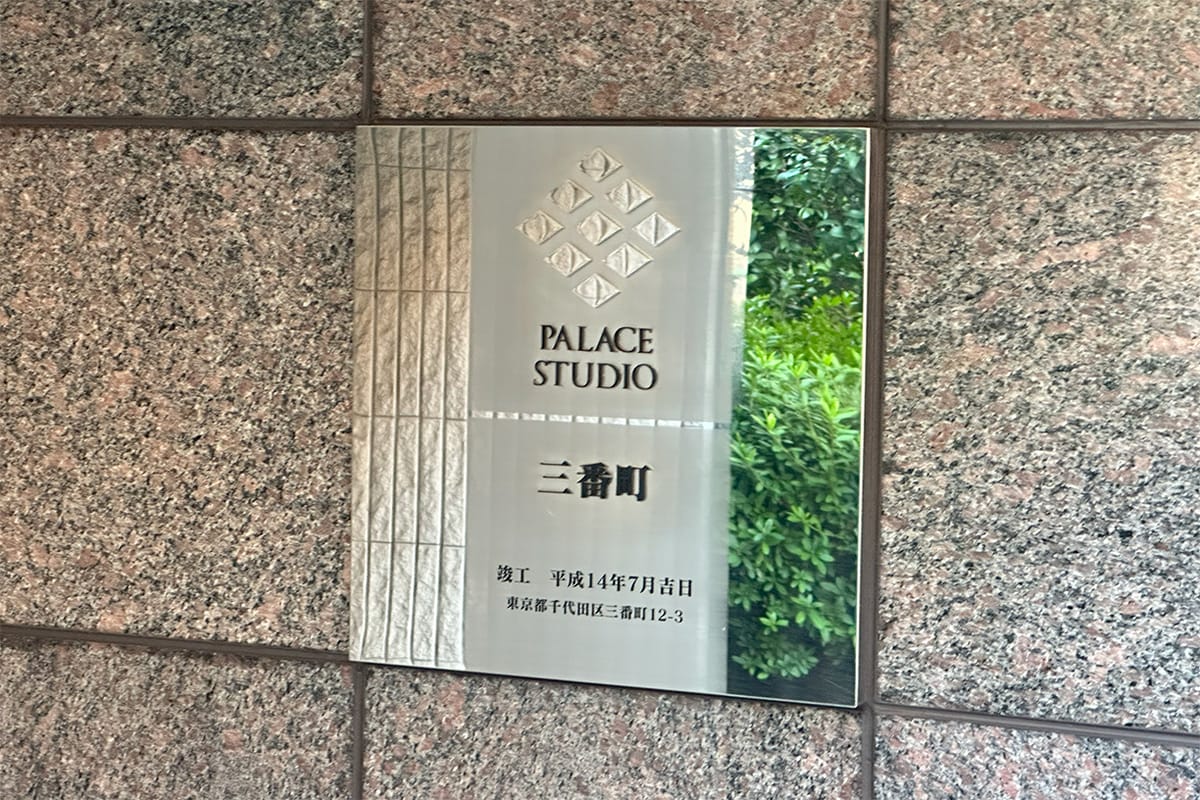 PALACE
STUDIO
三番町
竣工　平成14年7月吉日
東京都千代田区三番町12-3